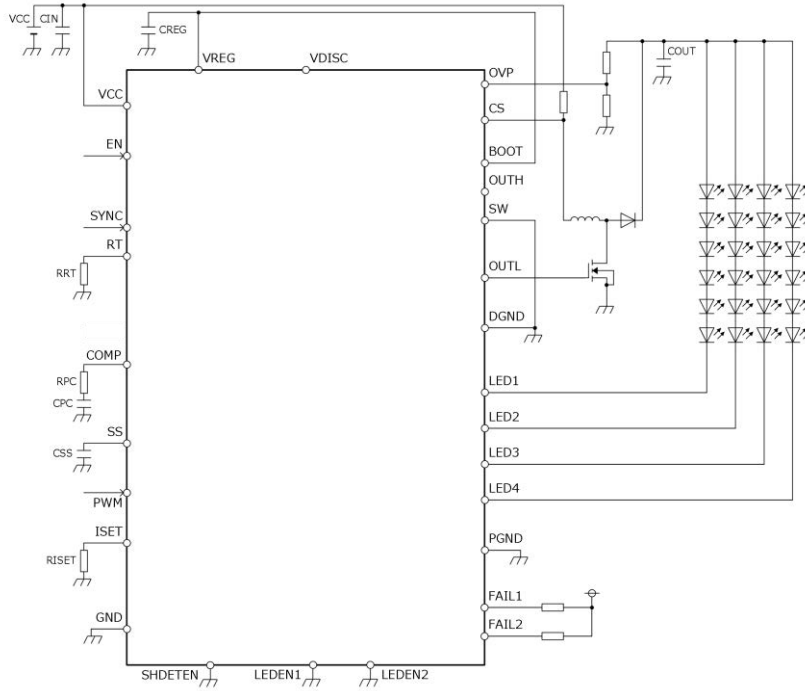 VCC CIN
CREG
COUT
VREG VDISC
VCC
EN
SYNC
RT
RRT
COMP
RPC
CPC
SS
CSS
PWM
ISET
RISET
GND
OVP
CS
BOOT
OUTH
SW
OUTL
DGND
LED1
LED2
LED3
LED4
PGND
FAIL1
FAIL2
SHDETEN LEDEN1 LEDEN2